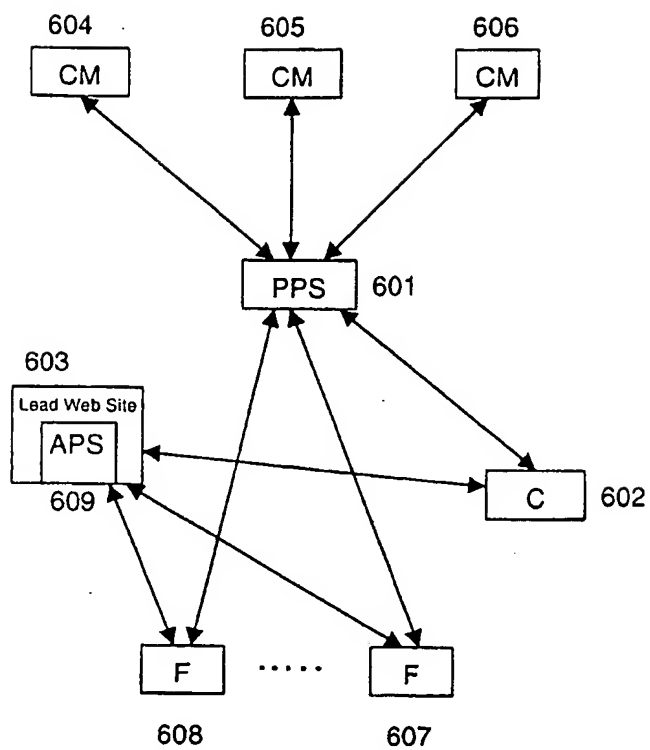 604
605
606
CM
CM
CM
PPS
601
603
Lead Web Site
APS
609
C
602
F
.....
F
608
607